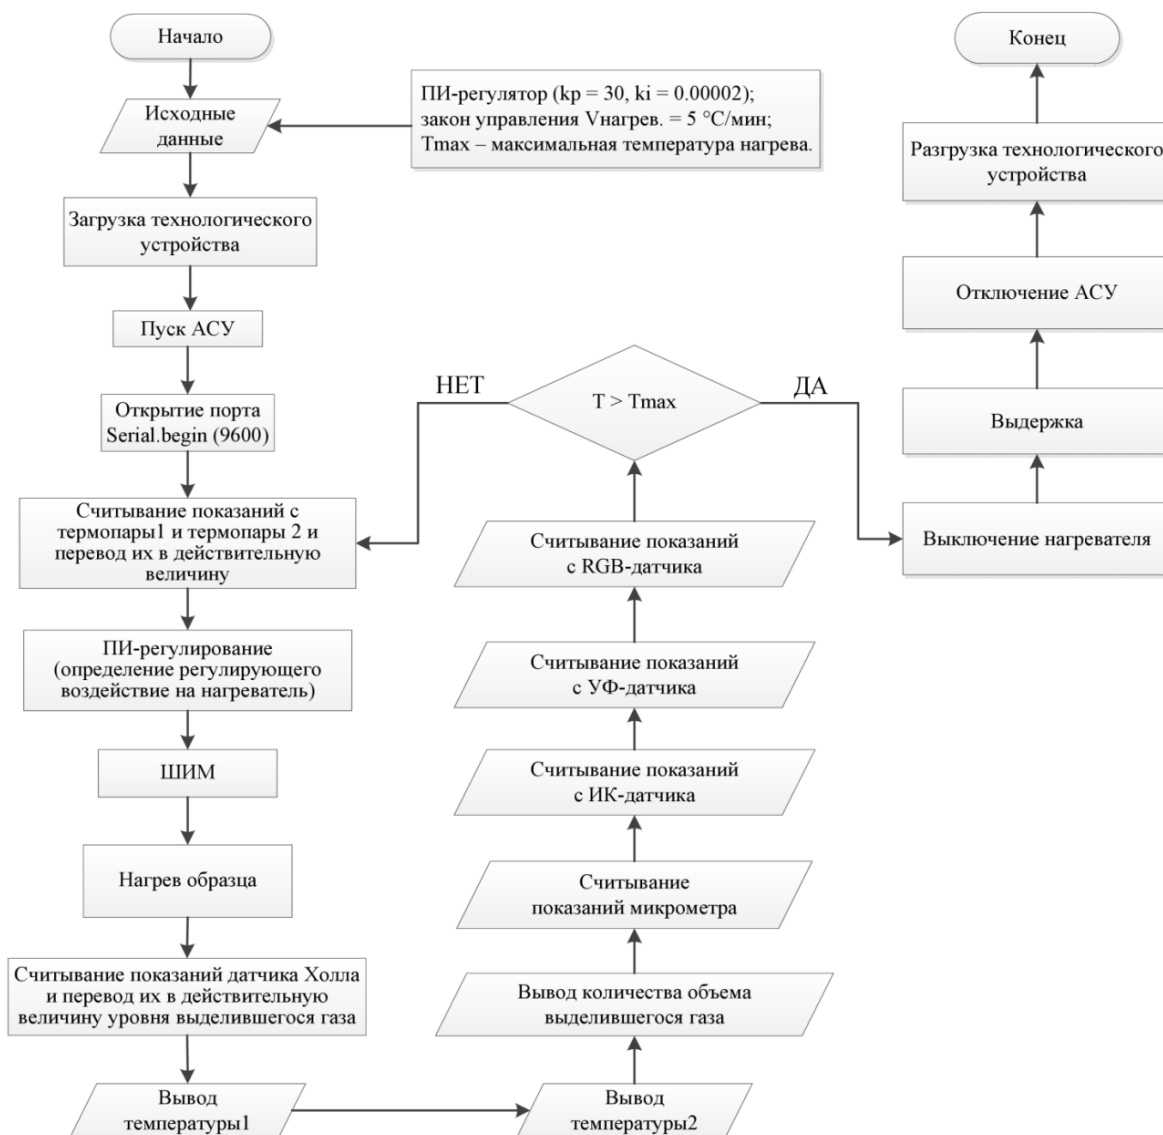 Начало
Исходные
данные
ПИ-регулятор (kp = 30, ki = 0.00002);
закон управления Vнагрев. = 5 °С/мин;
Tmax – максимальная температура нагрева.
Загрузка технологического
устройства
Пуск АСУ
Открытие порта
Serial.begin (9600)
Считывание показаний с
термопары1 и термопары 2 и
перевод их в действительную
величину
ПИ-регулирование
(определение регулирующего
воздействие на нагреватель)
ШИМ
Нагрев образца
Считывание показаний датчика Холла
и перевод их в действительную
величину уровня выделившегося газа
Вывод
температуры1
Вывод
температуры2
Вывод количества объема
выделившегося газа
Считывание
показаний микрометра
Считывание показаний
с ИК-датчика
Считывание показаний
с УФ-датчика
Считывание показаний
с RGB-датчика
T > Tmax
НЕТ
ДА
Выключение нагревателя
Выдержка
Отключение АСУ
Разгрузка технологического
устройства
Конец